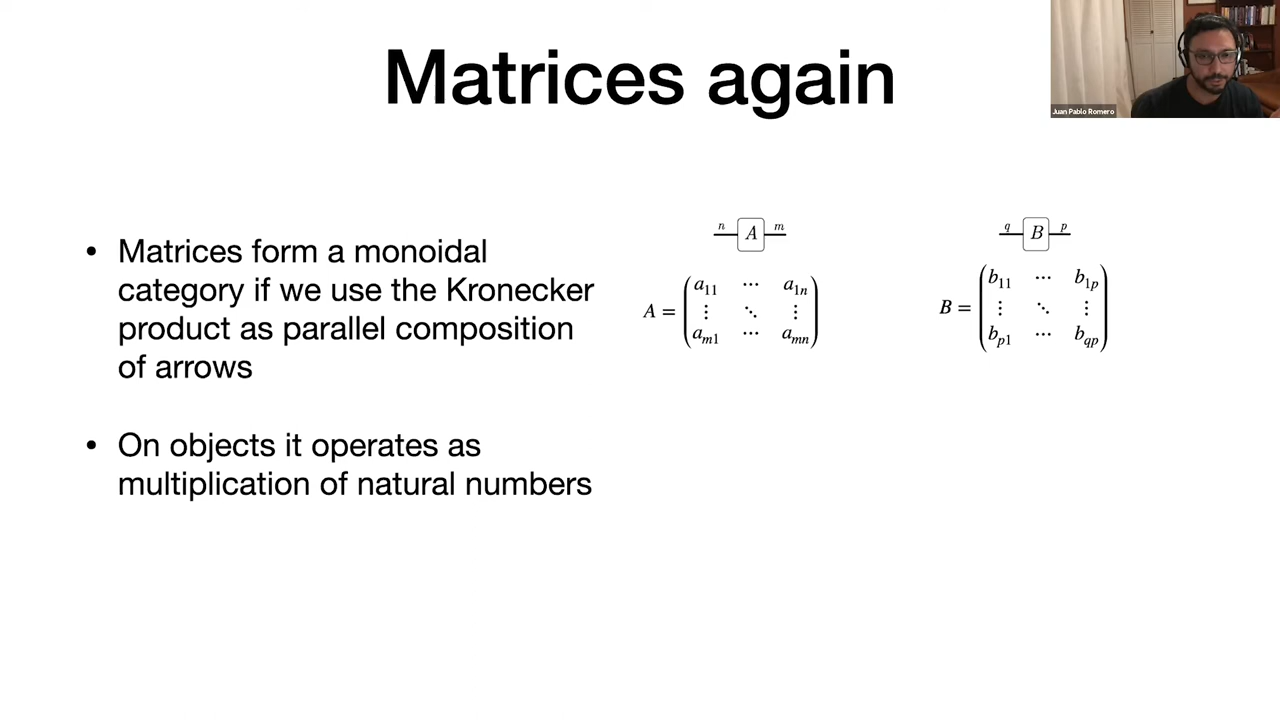 Matrices again
Juan Pablo Romero
• Matrices form a monoidal
category if we use the Kronecker
product as parallel composition
of arrows
• On objects it operates as
multiplication of natural numbers
n A m
A = ( a₁₁ ⋯ a₁ₙ
⋮ ⋱ ⋮
aₘ₁ ⋯ aₘₙ )
q B p
B = ( b₁₁ ⋯ b₁ₚ
⋮ ⋱ ⋮
bₚ₁ ⋯ b_qp )